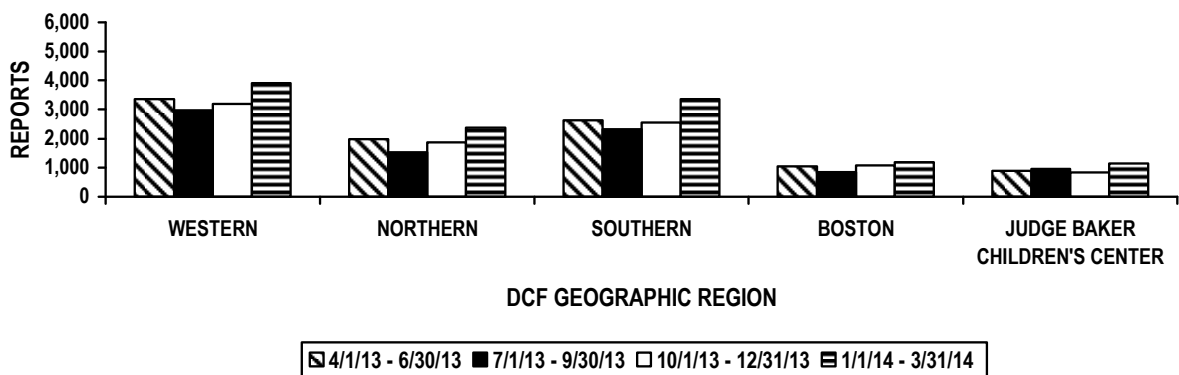 6,000
5,000
4,000
3,000
2,000
1,000
0
REPORTS
WESTERN
NORTHERN
SOUTHERN
BOSTON
JUDGE BAKER
CHILDREN'S CENTER
DCF GEOGRAPHIC REGION
4/1/13 - 6/30/13 7/1/13 - 9/30/13 10/1/13 - 12/31/13 1/1/14 - 3/31/14